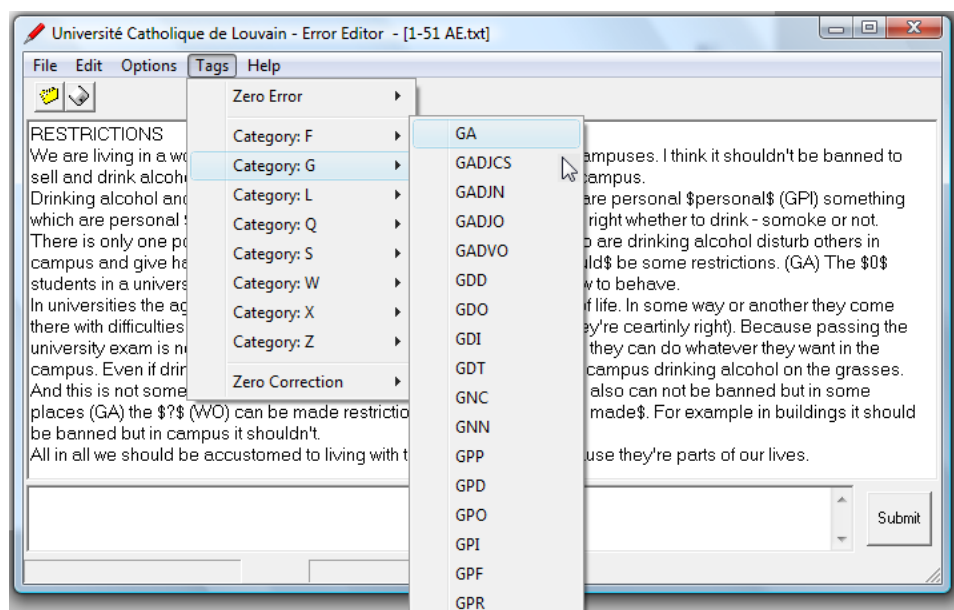 Université Catholique de Louvain - Error Editor - [1-51 AE.txt]
File Edit Options Tags Help
Zero Error
Category: F
Category: G
Category: L
Category: Q
Category: S
Category: W
Category: X
Category: Z
Zero Correction
GA
GADJCS
GADJN
GADJO
GADVO
GDD
GDO
GDI
GDT
GNC
GNN
GPP
GPD
GPO
GPI
GPF
GPR
RESTRICTIONS
We are living in a wo ampuses. I think it shouldn't be banned to
sell and drink alcoh campus.
Drinking alcohol and are personal $personal$ (GPI) something
which are personal right whether to drink - somoke or not.
There is only one po o are drinking alcohol disturb others in
campus and give ha uld$ be some restrictions. (GA) The $0$
students in a univers w to behave.
In universities the ag of life. In some way or another they come
there with difficulties ey're ceartinly right). Because passing the
university exam is n they can do whatever they want in the
campus. Even if drin campus drinking alcohol on the grasses.
And this is not some also can not be banned but in some
places (GA) the $?$ (WO) can be made restrictio made$. For example in buildings it should
be banned but in campus it shouldn't.
All in all we should be accustomed to living with t use they're parts of our lives.
Submit